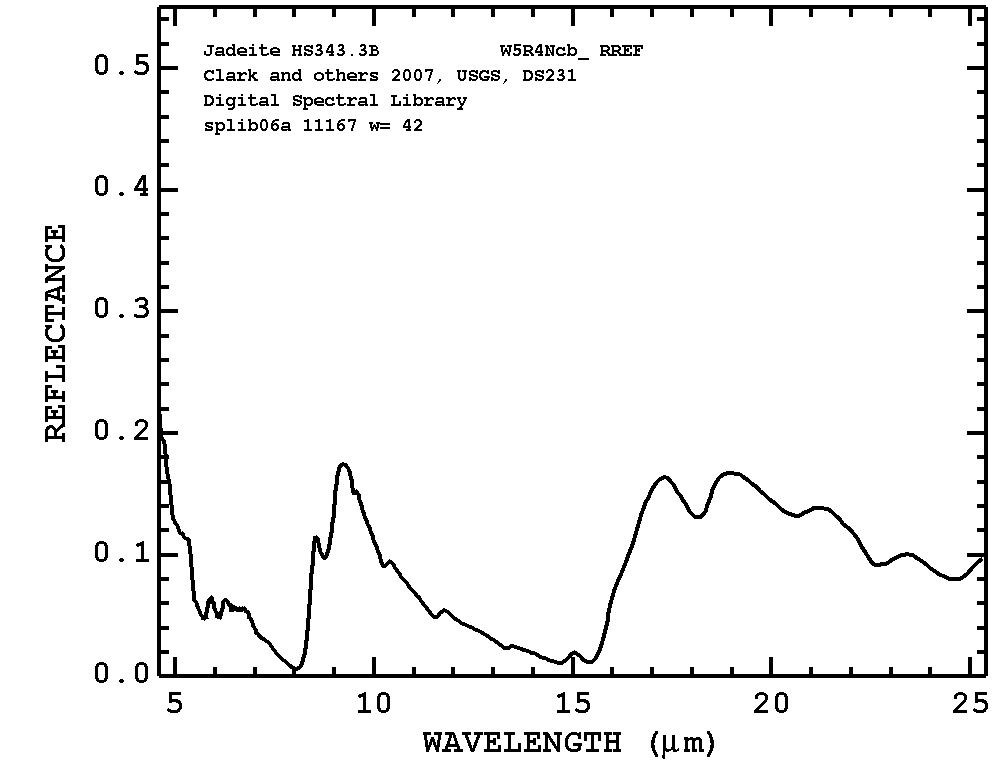 Jadeite HS343.3B W5R4Ncb_ RREF
Clark and others 2007, USGS, DS231
Digital Spectral Library
splib06a 11167 w= 42
REFLECTANCE
0.5
0.4
0.3
0.2
0.1
0.0
5 10 15 20 25
WAVELENGTH (μm)